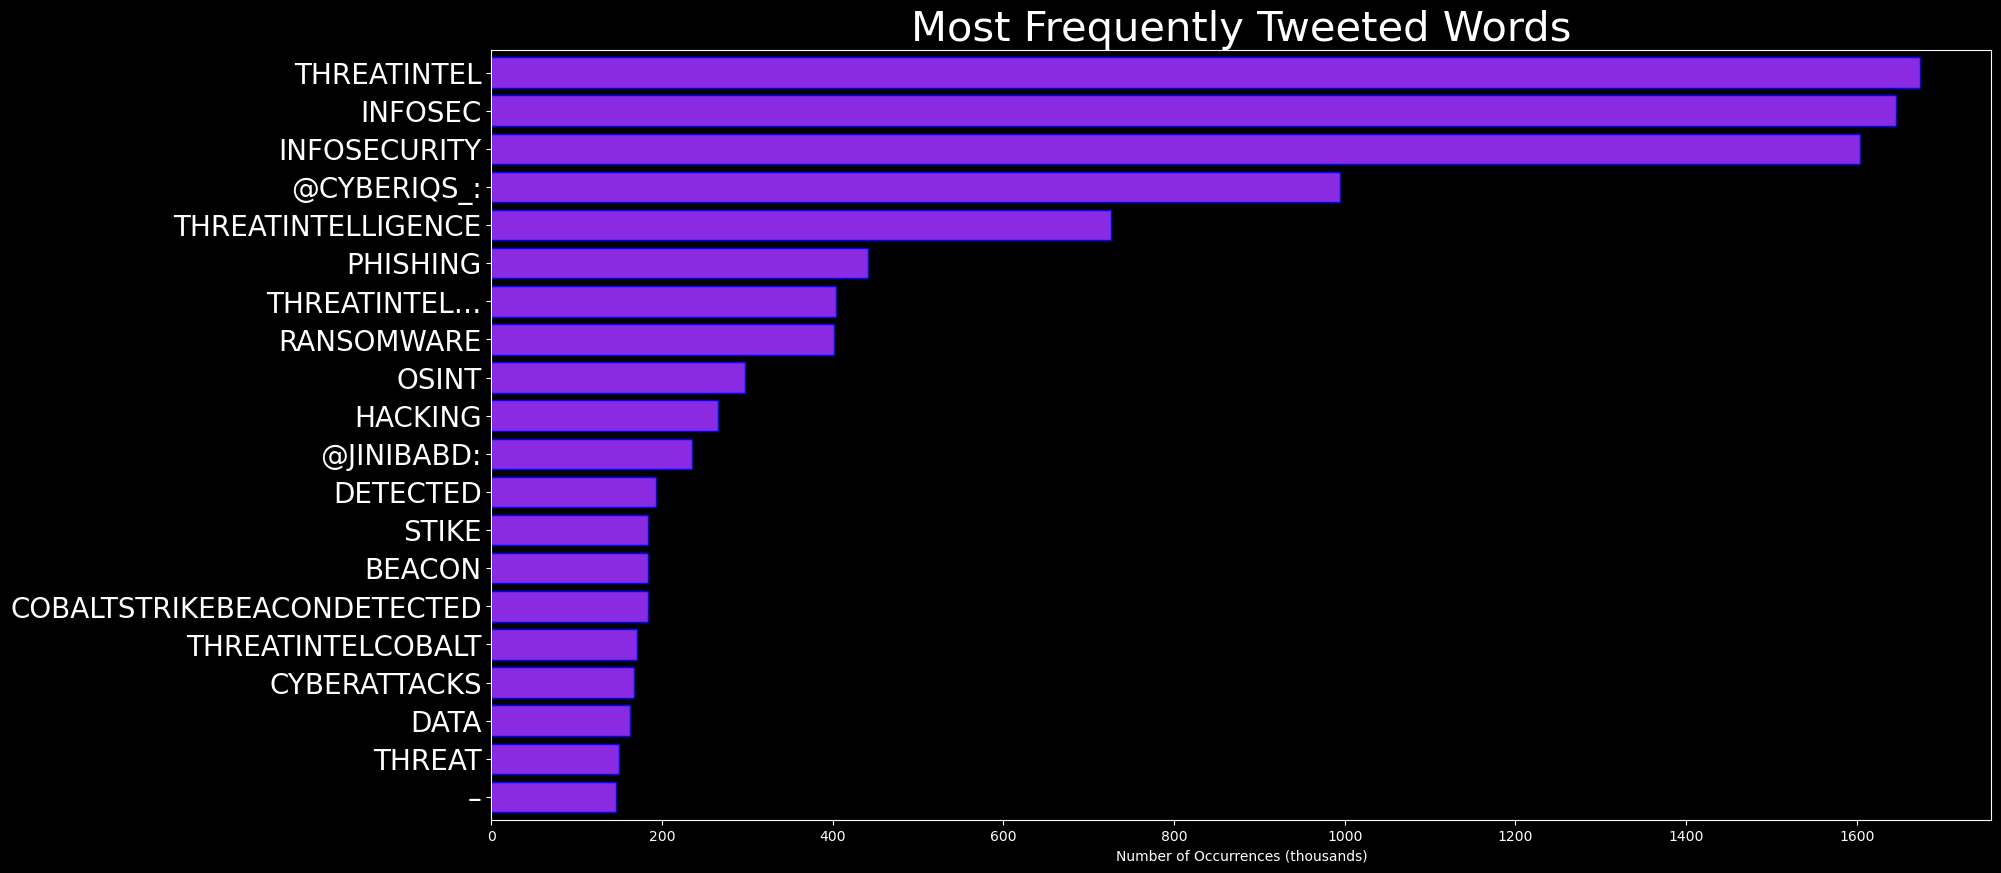 Most Frequently Tweeted Words
THREATINTEL
INFOSEC
INFOSECURITY
@CYBERIQS_:
THREATINTELLIGENCE
PHISHING
THREATINTEL…
RANSOMWARE
OSINT
HACKING
@JINIBABD:
DETECTED
STIKE
BEACON
COBALTSTRIKEBEACONDETECTED
THREATINTELCOBALT
CYBERATTACKS
DATA
THREAT
–
0 200 400 600 800 1000 1200 1400 1600
Number of Occurrences (thousands)